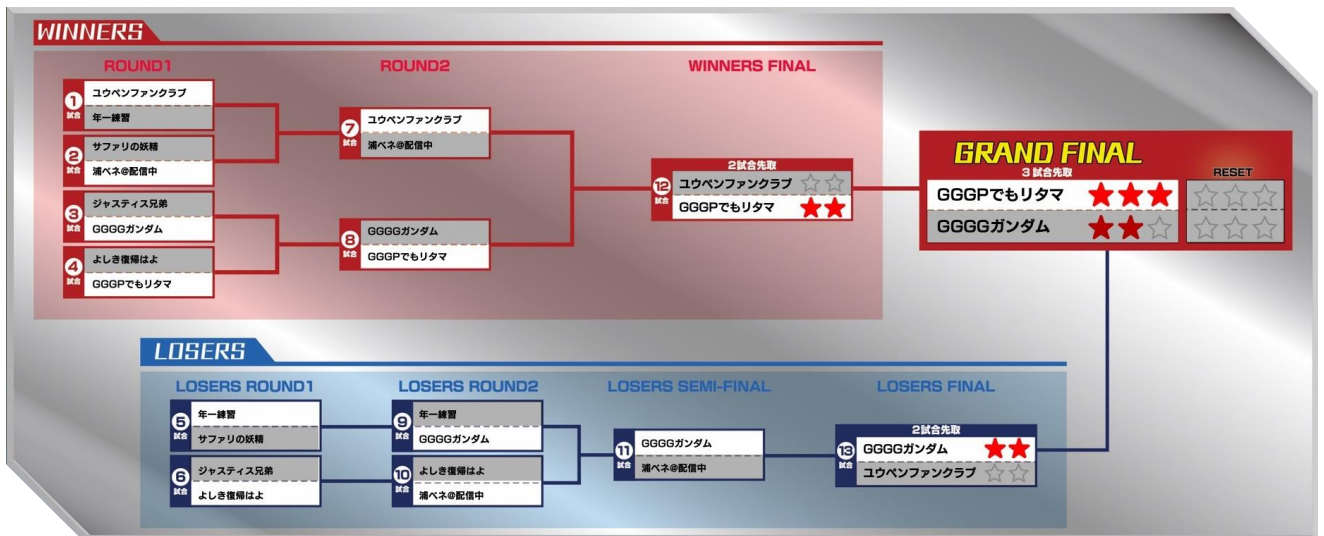 WINNERS
ROUND1
ROUND2
WINNERS FINAL
1
試合
ユウペンファンクラブ
年一練習
2
試合
サファリの妖精
浦ベネ@配信中
3
試合
ジャスティス兄弟
GGGGガンダム
4
試合
よしき復帰はよ
GGGPでもリタマ
7
試合
ユウペンファンクラブ
浦ベネ@配信中
8
試合
GGGGガンダム
GGGPでもリタマ
12
試合
2試合先取
ユウペンファンクラブ ☆☆
GGGPでもリタマ ★★
GRAND FINAL
3試合先取
RESET
GGGPでもリタマ ★★★ ☆☆☆
GGGGガンダム ★★☆ ☆☆☆
LOSERS
LOSERS ROUND1
LOSERS ROUND2
LOSERS SEMI-FINAL
LOSERS FINAL
5
試合
年一練習
サファリの妖精
6
試合
ジャスティス兄弟
よしき復帰はよ
9
試合
年一練習
GGGGガンダム
10
試合
よしき復帰はよ
浦ベネ@配信中
11
試合
GGGGガンダム
浦ベネ@配信中
13
試合
2試合先取
GGGGガンダム ★★
ユウペンファンクラブ ☆☆